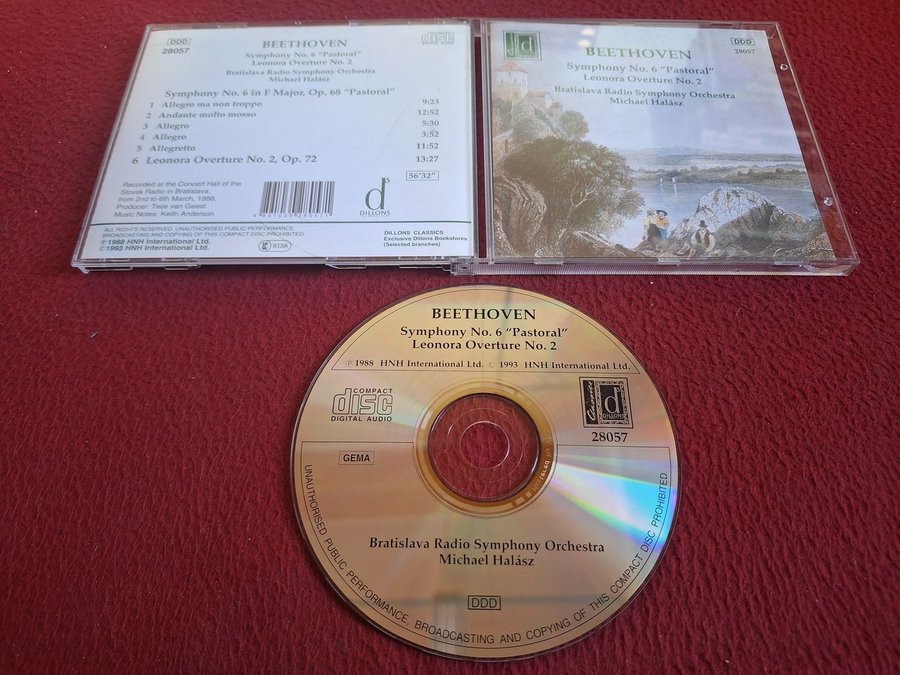 DDD
28057
BEETHOVEN
Symphony No. 6 "Pastoral"
Leonora Overture No. 2
Bratislava Radio Symphony Orchestra
Michael Halász
Symphony No. 6 in F Major, Op. 68 "Pastoral"
1 Allegro ma non troppo 9:23
2 Andante molto mosso 12:52
3 Allegro 5:30
4 Allegro 3:52
5 Allegretto 11:52
6 Leonora Overture No. 2, Op. 72 13:27
56'32"
Recorded at the Concert Hall of the
Slovak Radio in Bratislava,
from 2nd to 6th March, 1988.
Producer: Teije van Geest
Music Notes: Keith Anderson
ds
DILLONS
ALL RIGHTS RESERVED. UNAUTHORISED PUBLIC PERFORMANCE,
BROADCASTING AND COPYING OF THIS COMPACT DISC PROHIBITED.
℗ 1988 HNH International Ltd.
© 1993 HNH International Ltd.
9158
DILLONS CLASSICS
Exclusive Dillons Bookstores
(Selected branches)
Classics
d
DDD
28057
BEETHOVEN
Symphony No. 6 "Pastoral"
Leonora Overture No. 2
Bratislava Radio Symphony Orchestra
Michael Halász
BEETHOVEN
Symphony No. 6 "Pastoral"
Leonora Overture No. 2
℗ 1988 HNH International Ltd. © 1993 HNH International Ltd.
COMPACT
disc
DIGITAL AUDIO
Classics
d
DILLONS
28057
GEMA
Bratislava Radio Symphony Orchestra
Michael Halász
DDD
UNAUTHORISED PUBLIC PERFORMANCE, BROADCASTING AND COPYING OF THIS COMPACT DISC PROHIBITED.